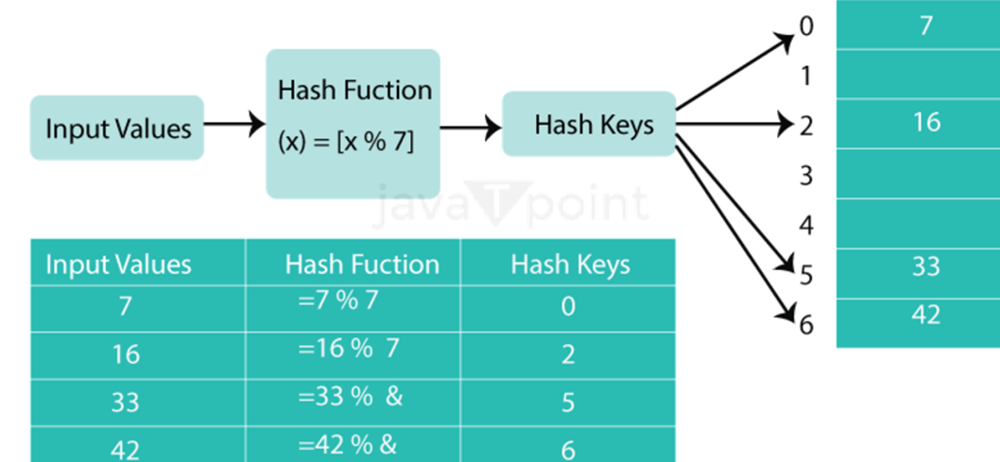 Input Values
Hash Fuction
(x) = [x % 7]
Hash Keys
0 7
1
2 16
3
4
5 33
6 42
javaTpoint
Input Values Hash Fuction Hash Keys
7 =7 % 7 0
16 =16 % 7 2
33 =33 % & 5
42 =42 % & 6